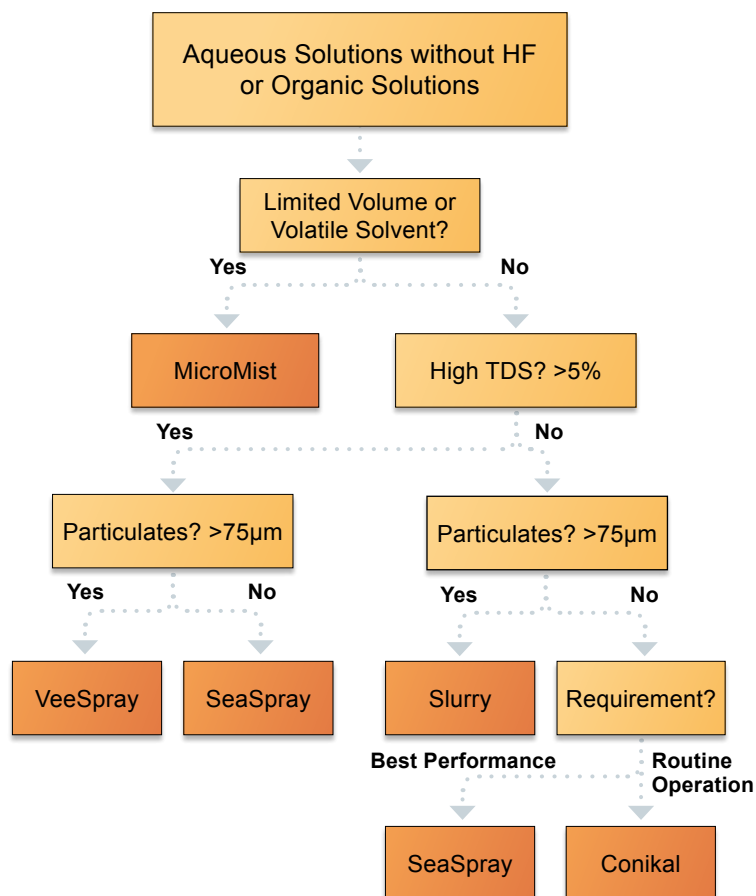 Aqueous Solutions without HF
or Organic Solutions
Limited Volume or
Volatile Solvent?
Yes
No
MicroMist
High TDS? >5%
Yes
No
Particulates? >75µm
Particulates? >75µm
Yes
No
Yes
No
VeeSpray
SeaSpray
Slurry
Requirement?
Best Performance
Routine
Operation
SeaSpray
Conikal